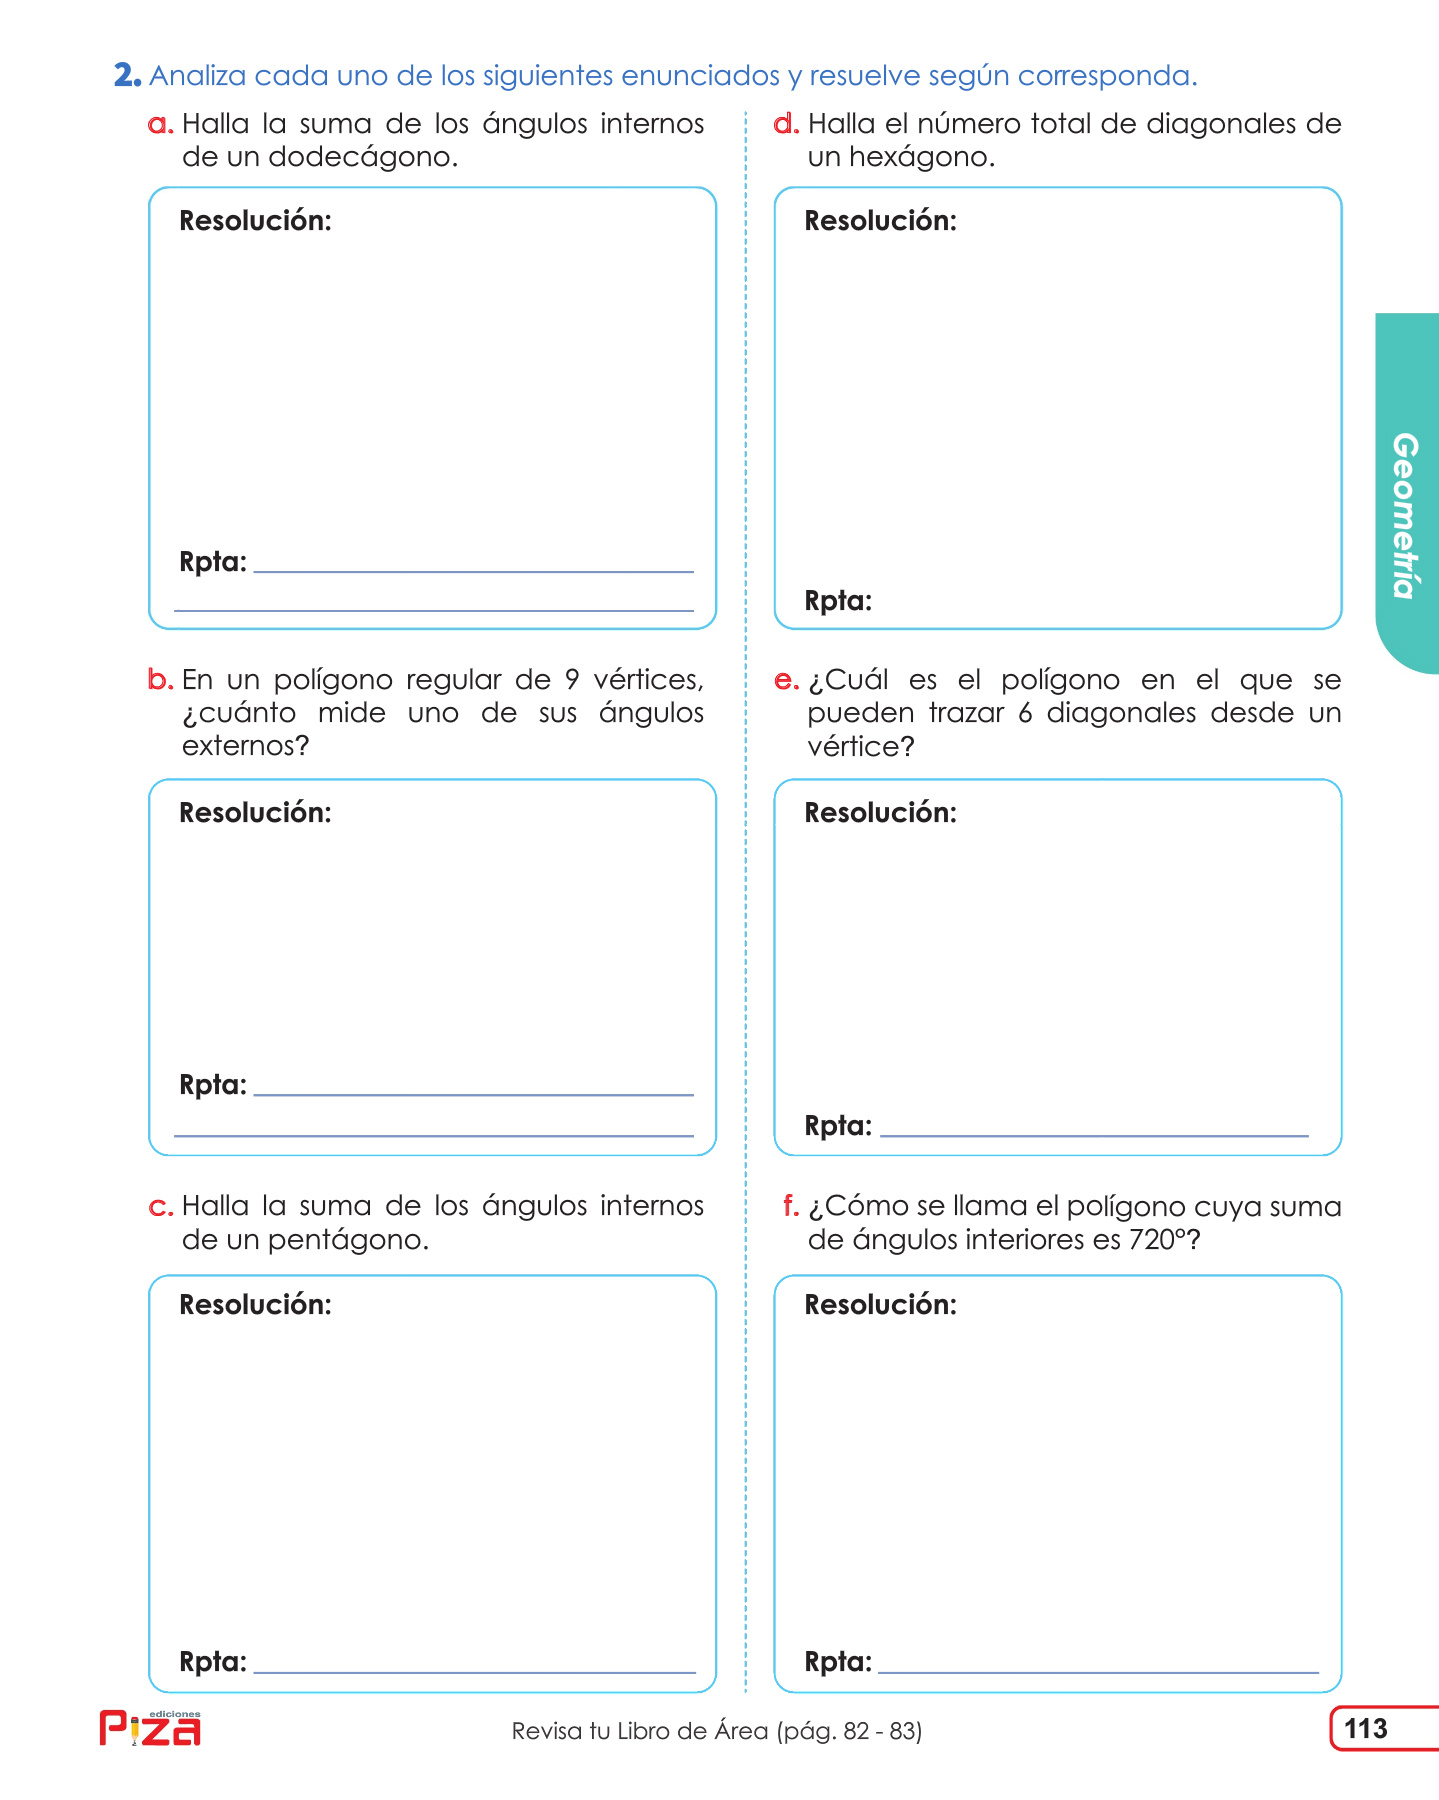 2. Analiza cada uno de los siguientes enunciados y resuelve según corresponda.
a. Halla la suma de los ángulos internos
de un dodecágono.
Resolución:
Rpta:
b. En un polígono regular de 9 vértices,
¿cuánto mide uno de sus ángulos
externos?
Resolución:
Rpta:
c. Halla la suma de los ángulos internos
de un pentágono.
Resolución:
Rpta:
d. Halla el número total de diagonales de
un hexágono.
Resolución:
Rpta:
e. ¿Cuál es el polígono en el que se
pueden trazar 6 diagonales desde un
vértice?
Resolución:
Rpta:
f. ¿Cómo se llama el polígono cuya suma
de ángulos interiores es 720°?
Resolución:
Rpta:
Geometría
ediciones
Piza
Revisa tu Libro de Área (pág. 82 - 83)
113